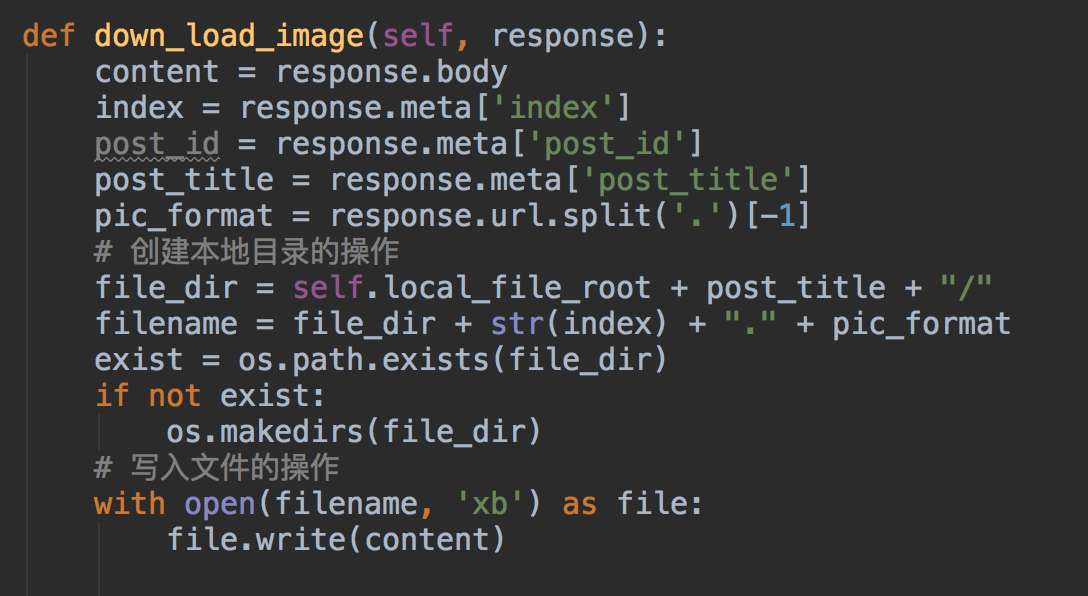 def down_load_image(self, response):
    content = response.body
    index = response.meta['index']
    post_id = response.meta['post_id']
    post_title = response.meta['post_title']
    pic_format = response.url.split('.')[-1]
    # 创建本地目录的操作
    file_dir = self.local_file_root + post_title + "/"
    filename = file_dir + str(index) + "." + pic_format
    exist = os.path.exists(file_dir)
    if not exist:
        os.makedirs(file_dir)
    # 写入文件的操作
    with open(filename, 'xb') as file:
        file.write(content)